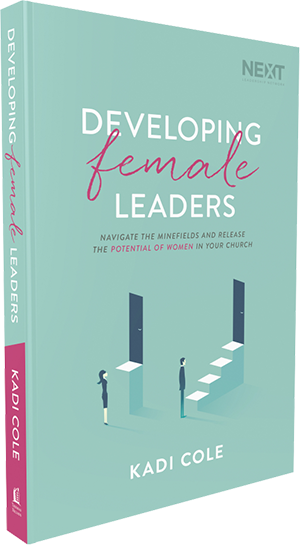 DEVELOPING female LEADERS
KADI COLE
NEXT
DEVELOPING
female
LEADERS
NAVIGATE THE MINEFIELDS AND RELEASE
THE POTENTIAL OF WOMEN IN YOUR CHURCH
KADI COLE